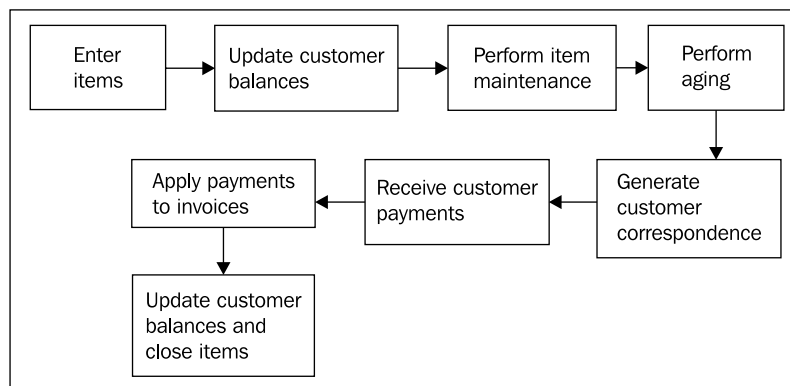 Enter
items
Update customer
balances
Perform item
maintenance
Perform
aging
Generate
customer
correspondence
Receive customer
payments
Apply payments
to invoices
Update customer
balances and
close items